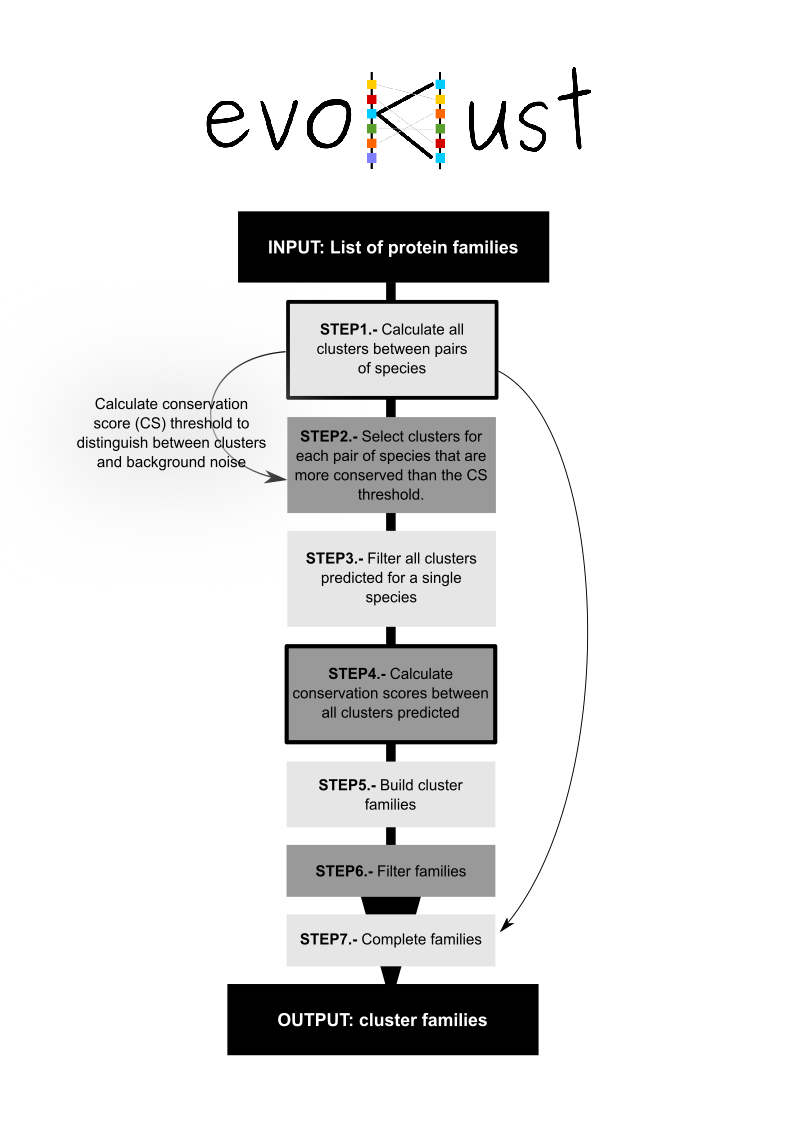 evoKlust
INPUT: List of protein families
STEP1.- Calculate all
clusters between pairs
of species
Calculate conservation
score (CS) threshold to
distinguish between clusters
and background noise
STEP2.- Select clusters for
each pair of species that are
more conserved than the CS
threshold.
STEP3.- Filter all clusters
predicted for a single
species
STEP4.- Calculate
conservation scores between
all clusters predicted
STEP5.- Build cluster
families
STEP6.- Filter families
STEP7.- Complete families
OUTPUT: cluster families